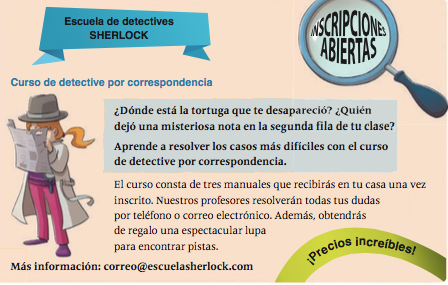 Escuela de detectives
SHERLOCK
INSCRIPCIONES
ABIERTAS
Curso de detective por correspondencia
¿Dónde está la tortuga que te desapareció? ¿Quién
dejó una misteriosa nota en la segunda fila de tu clase?
Aprende a resolver los casos más difíciles con el curso
de detective por correspondencia.
El curso consta de tres manuales que recibirás en tu casa una vez
inscrito. Nuestros profesores resolverán todas tus dudas
por teléfono o correo electrónico. Además, obtendrás
de regalo una espectacular lupa
para encontrar pistas.
¡Precios increíbles!
Más información: correo@escuelasherlock.com